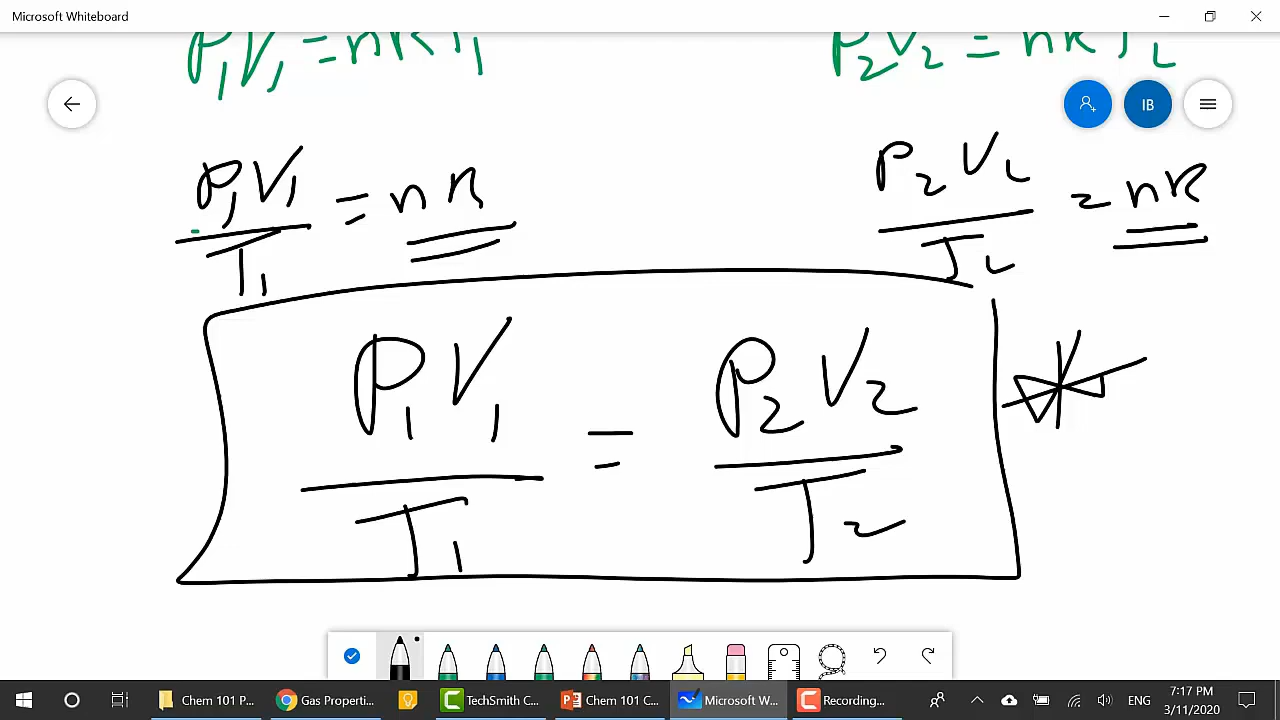 Microsoft Whiteboard
P₁V₁ = nRT₁
P₂V₂ = nRT₂
IB
P₁V₁/T₁ = nR
P₂V₂/T₂ = nR
P₁V₁/T₁ = P₂V₂/T₂
Chem 101 P...
Gas Properti...
TechSmith C...
Chem 101 C...
Microsoft W...
Recording...
ENG
7:17 PM
3/11/2020